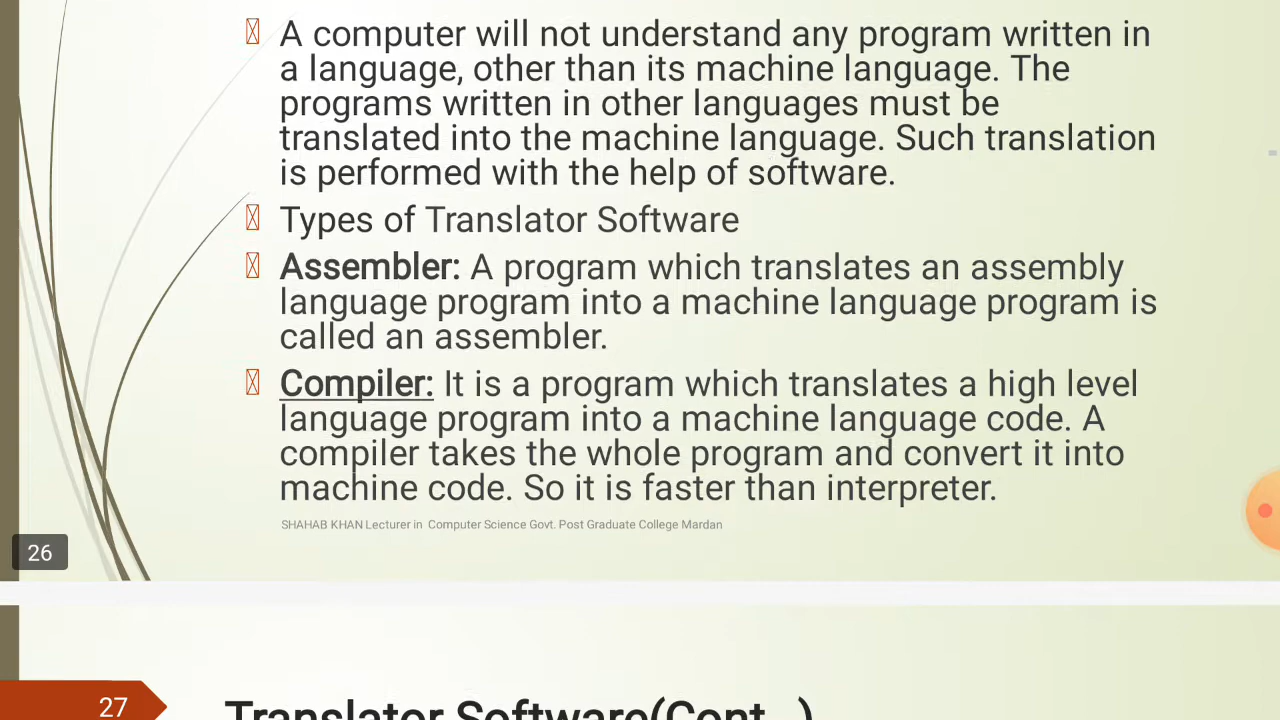 A computer will not understand any program written in
a language, other than its machine language. The
programs written in other languages must be
translated into the machine language. Such translation
is performed with the help of software.
Types of Translator Software
Assembler: A program which translates an assembly
language program into a machine language program is
called an assembler.
Compiler: It is a program which translates a high level
language program into a machine language code. A
compiler takes the whole program and convert it into
machine code. So it is faster than interpreter.
SHAHAB KHAN Lecturer in Computer Science Govt. Post Graduate College Mardan
26
27
Translator Software(Cont...)